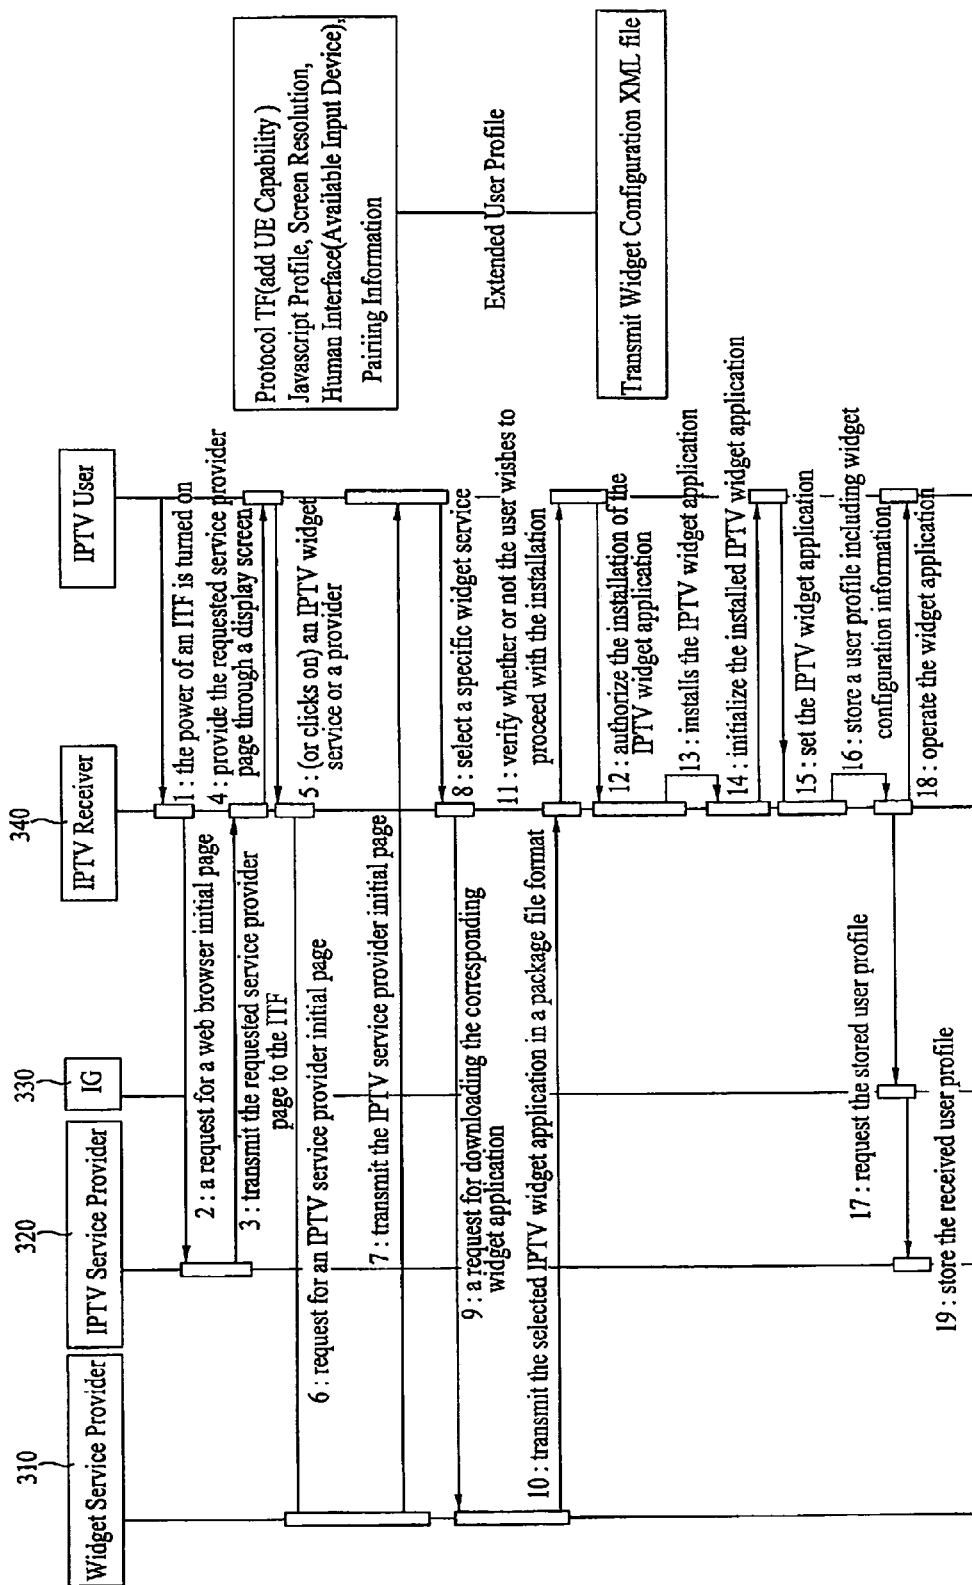 310
Widget Service Provider
320
IPTV Service Provider
330
IG
340
IPTV Receiver
IPTV User
1 : the power of an ITF is turned on
2 : a request for a web browser initial page
3 : transmit the requested service provider
page to the ITF
4 : provide the requested service provider
page through a display screen
5 : (or clicks on) an IPTV widget
service or a provider
6 : request for an IPTV service provider initial page
7 : transmit the IPTV service provider initial page
8 : select a specific widget service
9 : a request for downloading the corresponding
widget application
10 : transmit the selected IPTV widget application in a package file format
11 : verify whether or not the user wishes to
proceed with the installation
12 : authorize the installation of the
IPTV widget application
13 : installs the IPTV widget application
14 : initialize the installed IPTV widget application
15 : set the IPTV widget application
16 : store a user profile including widget
configuration information
17 : request the stored user profile
18 : operate the widget application
19 : store the received user profile
Protocol TF(add UE Capability )
Javascript Profile, Screen Resolution,
Human Interface(Available Input Device),
Pairiing Information
Extended User Profile
Transmit Widget Configuration XML file